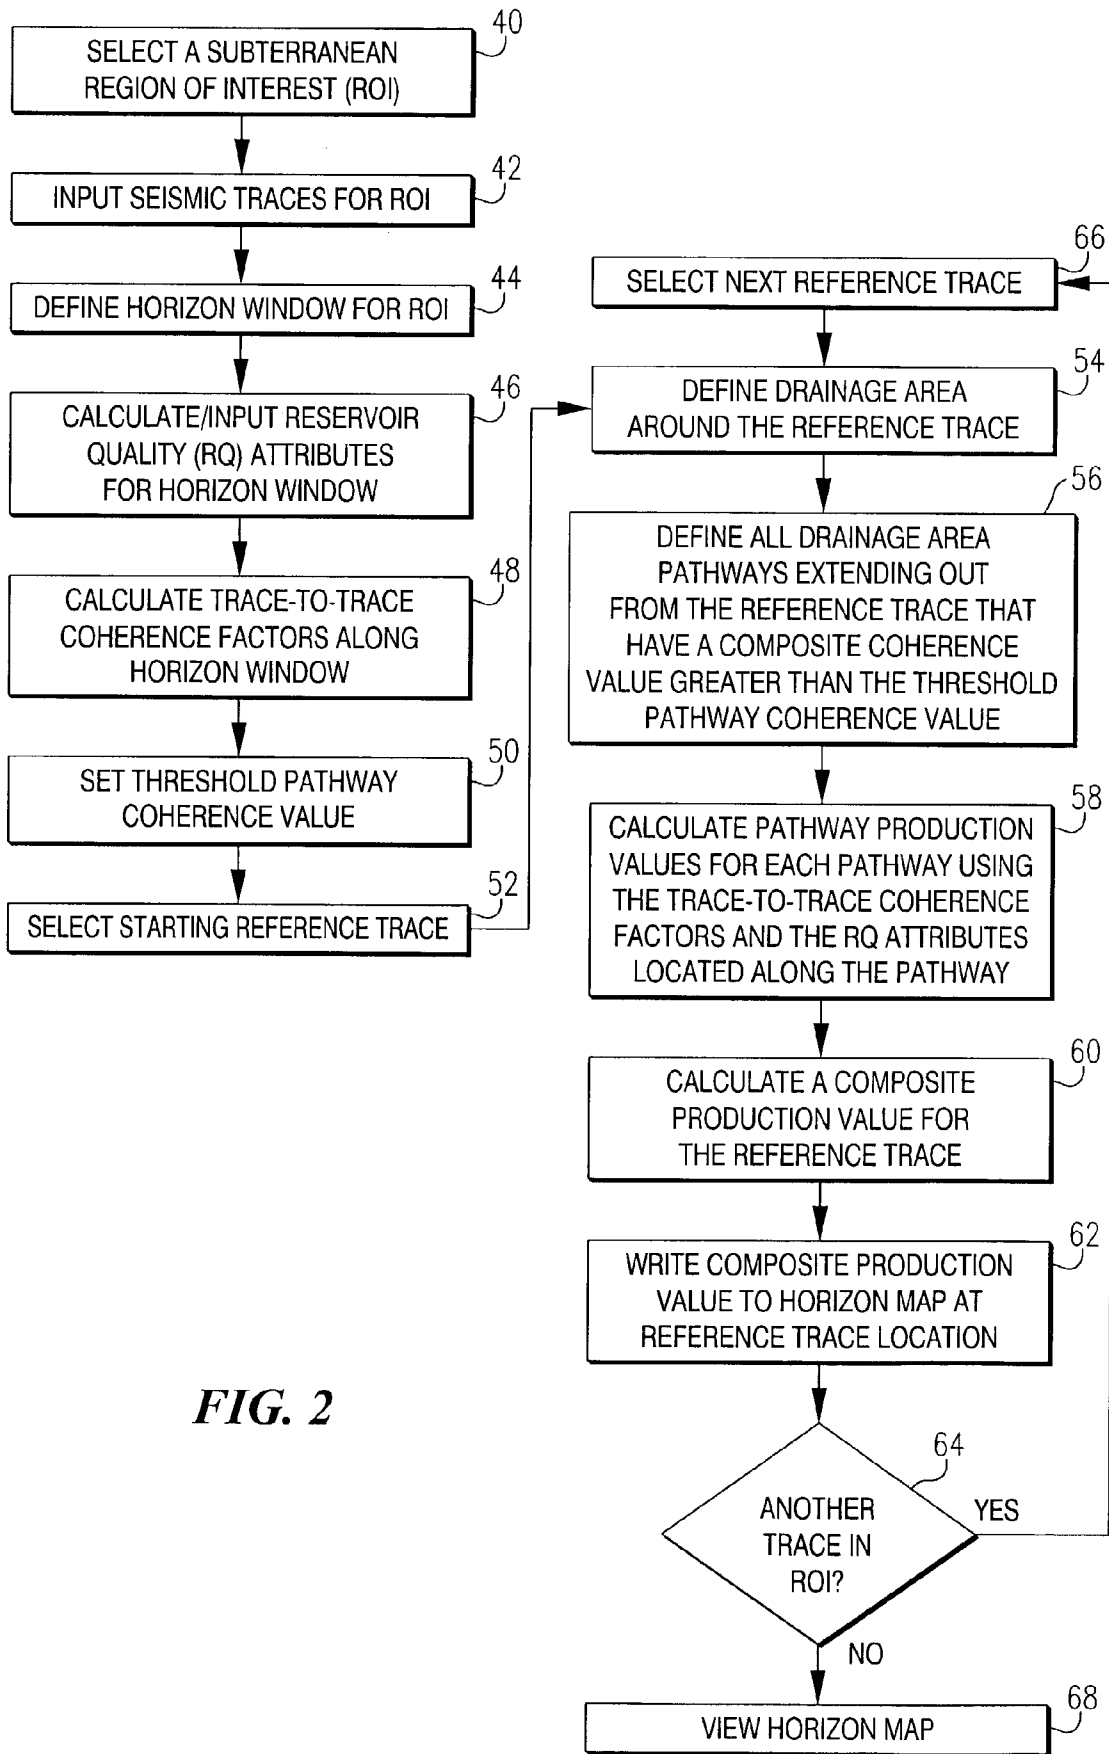 40
SELECT A SUBTERRANEAN
REGION OF INTEREST (ROI)
42
INPUT SEISMIC TRACES FOR ROI
44
DEFINE HORIZON WINDOW FOR ROI
46
CALCULATE/INPUT RESERVOIR
QUALITY (RQ) ATTRIBUTES
FOR HORIZON WINDOW
48
CALCULATE TRACE-TO-TRACE
COHERENCE FACTORS ALONG
HORIZON WINDOW
50
SET THRESHOLD PATHWAY
COHERENCE VALUE
52
SELECT STARTING REFERENCE TRACE
66
SELECT NEXT REFERENCE TRACE
54
DEFINE DRAINAGE AREA
AROUND THE REFERENCE TRACE
56
DEFINE ALL DRAINAGE AREA
PATHWAYS EXTENDING OUT
FROM THE REFERENCE TRACE THAT
HAVE A COMPOSITE COHERENCE
VALUE GREATER THAN THE THRESHOLD
PATHWAY COHERENCE VALUE
58
CALCULATE PATHWAY PRODUCTION
VALUES FOR EACH PATHWAY USING
THE TRACE-TO-TRACE COHERENCE
FACTORS AND THE RQ ATTRIBUTES
LOCATED ALONG THE PATHWAY
60
CALCULATE A COMPOSITE
PRODUCTION VALUE FOR
THE REFERENCE TRACE
62
WRITE COMPOSITE PRODUCTION
VALUE TO HORIZON MAP AT
REFERENCE TRACE LOCATION
64
ANOTHER
TRACE IN
ROI?
YES
NO
68
VIEW HORIZON MAP
FIG. 2